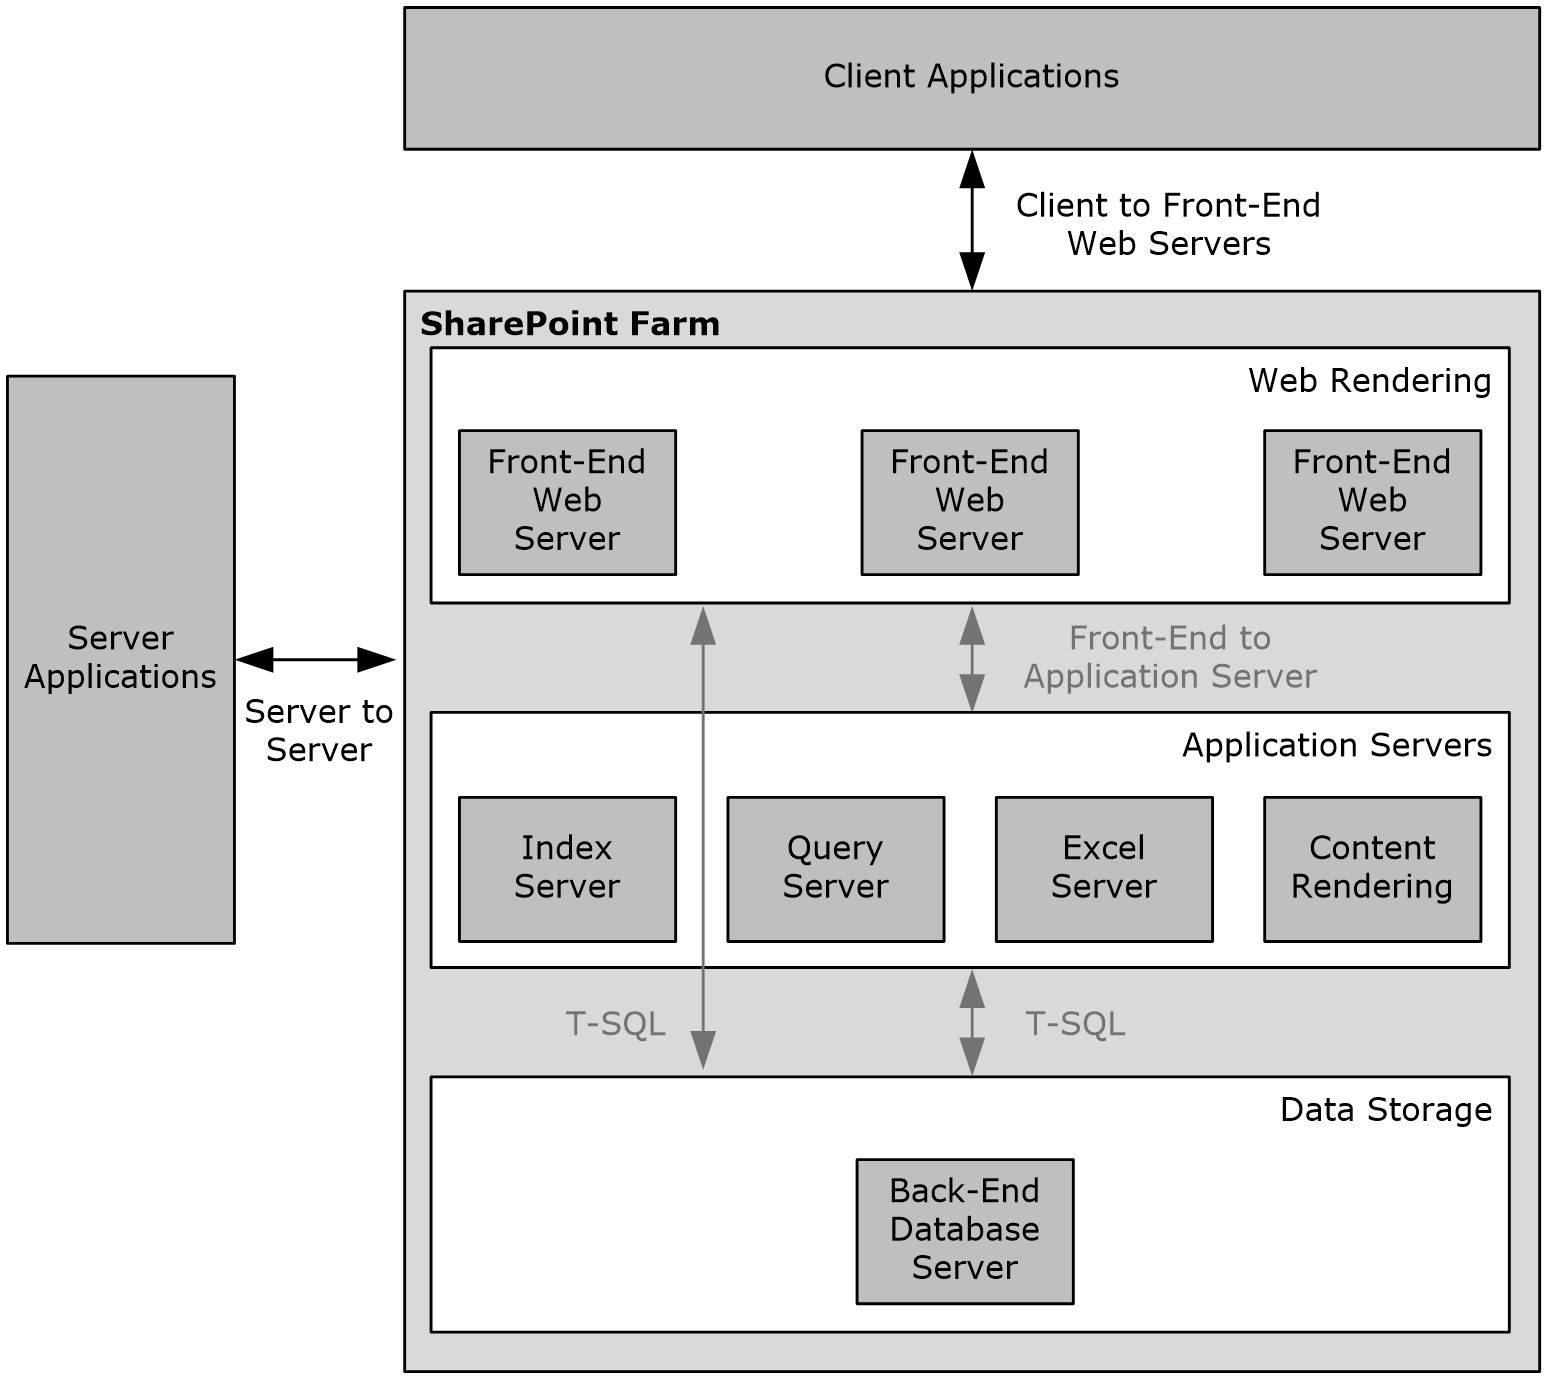 Client Applications
Client to Front-End
Web Servers
SharePoint Farm
Web Rendering
Front-End
Web
Server
Front-End
Web
Server
Front-End
Web
Server
Server
Applications
Server to
Server
Front-End to
Application Server
Application Servers
Index
Server
Query
Server
Excel
Server
Content
Rendering
T-SQL
T-SQL
Data Storage
Back-End
Database
Server